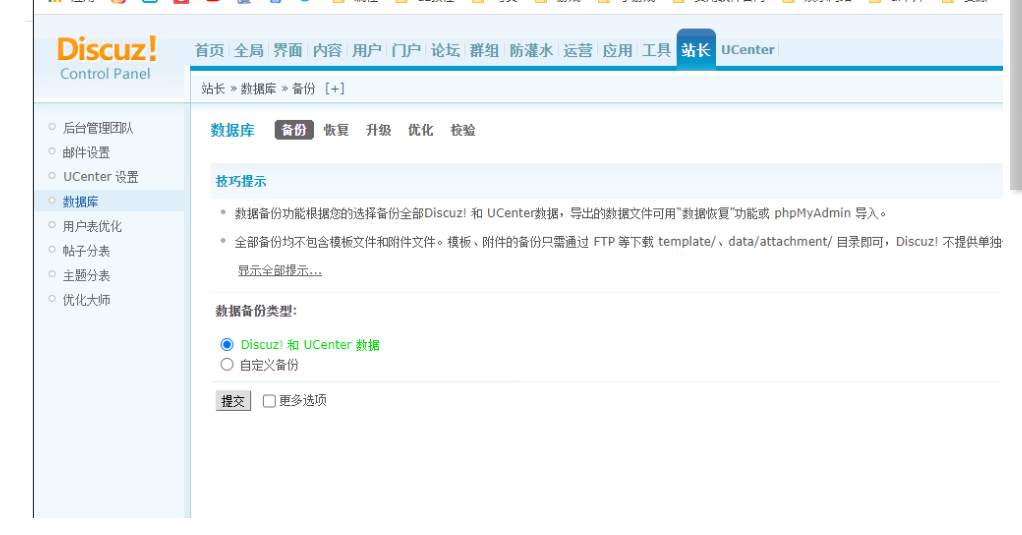 Discuz!
Control Panel
首页 全局 界面 内容 用户 门户 论坛 群组 防灌水 运营 应用 工具 站长 UCenter
站长 » 数据库 » 备份 [+]
后台管理团队
邮件设置
UCenter 设置
数据库
用户表优化
帖子分表
主题分表
优化大师
数据库 备份 恢复 升级 优化 校验
技巧提示
数据备份功能根据您的选择备份全部Discuz! 和 UCenter数据，导出的数据文件可用"数据恢复"功能或 phpMyAdmin 导入。
全部备份均不包含模板文件和附件文件。模板、附件的备份只需通过 FTP 等下载 template/、data/attachment/ 目录即可，Discuz! 不提供单独
显示全部提示...
数据备份类型:
Discuz! 和 UCenter 数据
自定义备份
提交 更多选项